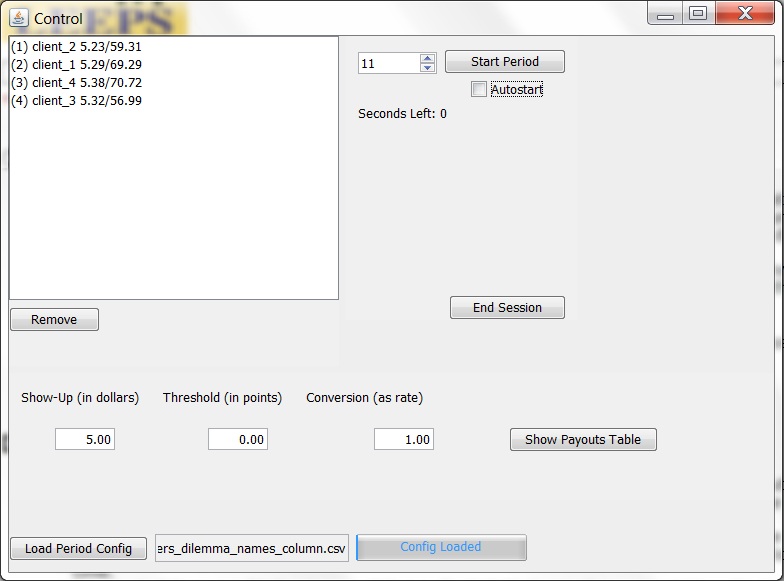 Control
(1) client_2 5.23/59.31
(2) client_1 5.29/69.29
(3) client_4 5.38/70.72
(4) client_3 5.32/56.99
11
Start Period
Autostart
Seconds Left: 0
End Session
Remove
Show-Up (in dollars) Threshold (in points) Conversion (as rate)
5.00 0.00 1.00 Show Payouts Table
Load Period Config ers_dilemma_names_column.csv Config Loaded